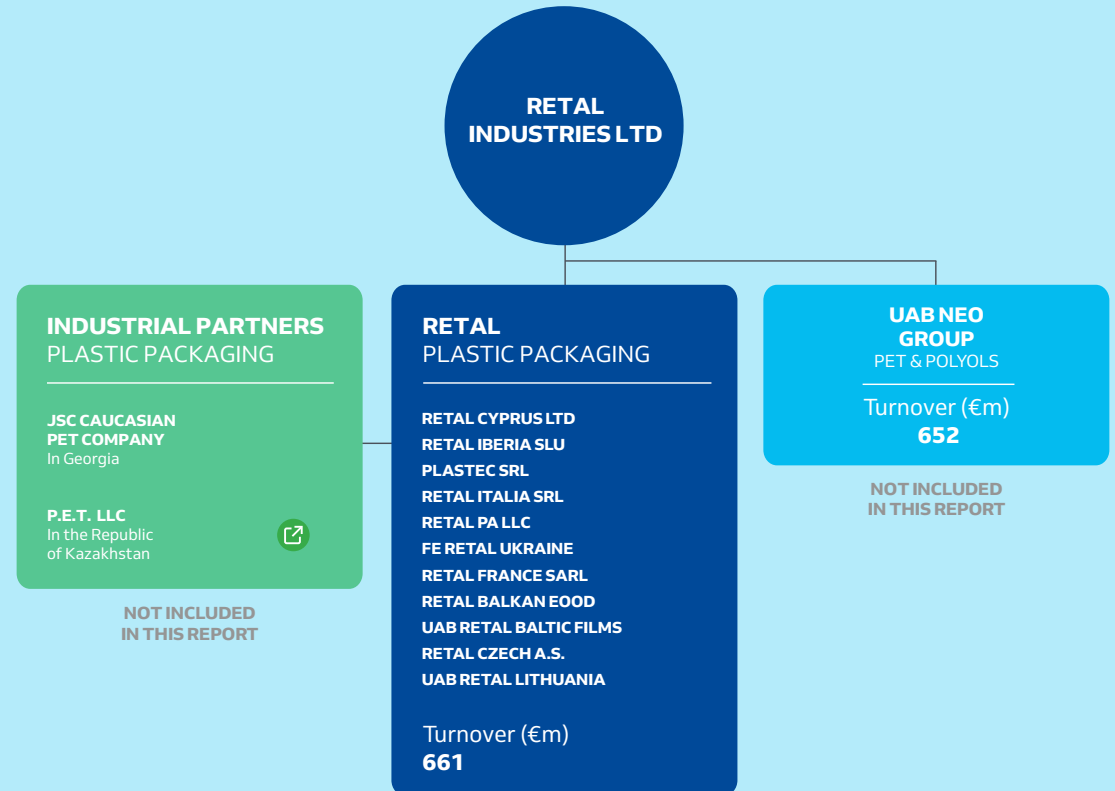 RETAL
INDUSTRIES LTD
INDUSTRIAL PARTNERS
PLASTIC PACKAGING
JSC CAUCASIAN
PET COMPANY
In Georgia
P.E.T. LLC
In the Republic
of Kazakhstan
NOT INCLUDED
IN THIS REPORT
RETAL
PLASTIC PACKAGING
RETAL CYPRUS LTD
RETAL IBERIA SLU
PLASTEC SRL
RETAL ITALIA SRL
RETAL PA LLC
FE RETAL UKRAINE
RETAL FRANCE SARL
RETAL BALKAN EOOD
UAB RETAL BALTIC FILMS
RETAL CZECH A.S.
UAB RETAL LITHUANIA
Turnover (€m)
661
UAB NEO
GROUP
PET & POLYOLS
Turnover (€m)
652
NOT INCLUDED
IN THIS REPORT